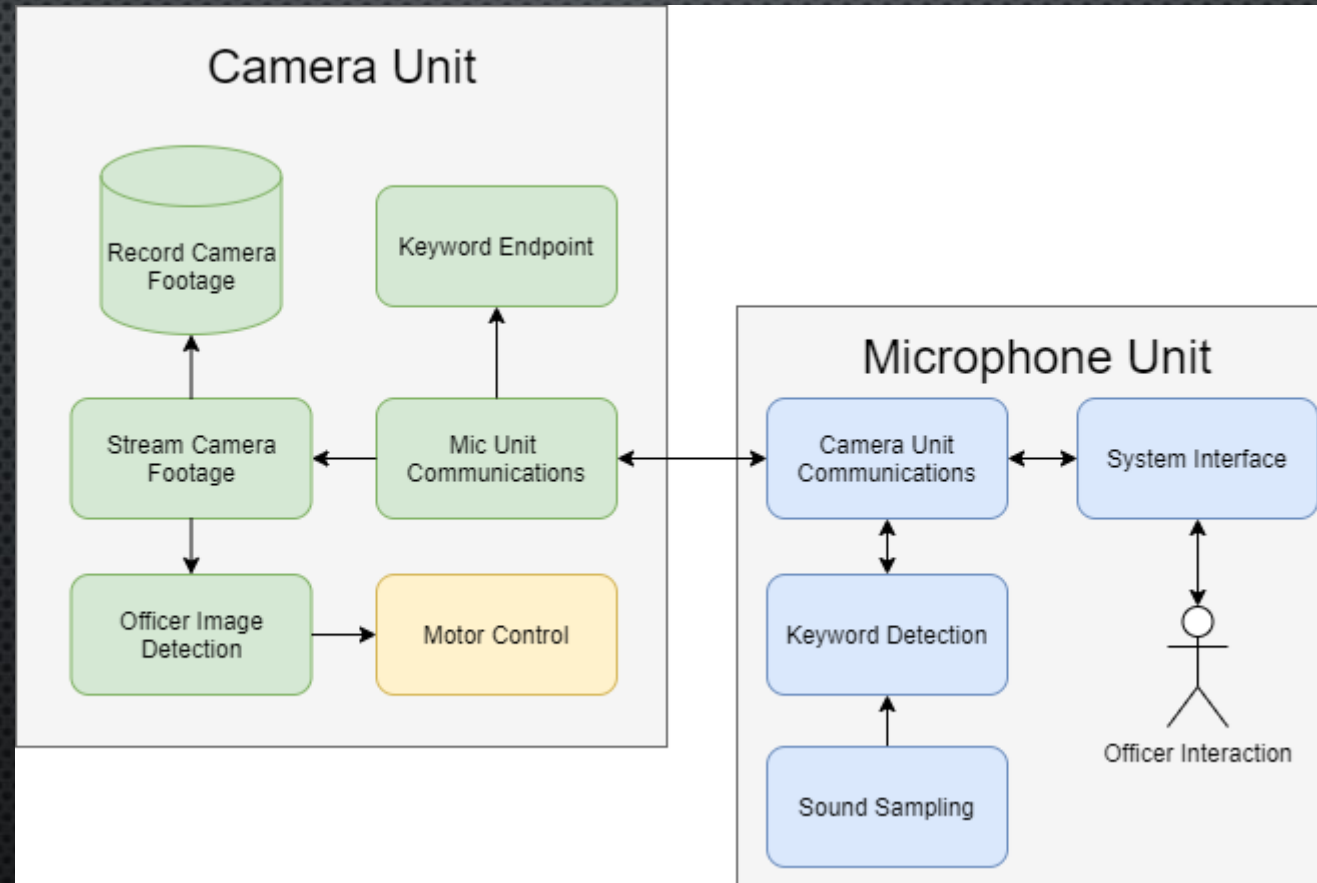 Camera Unit
Record Camera
Footage
Keyword Endpoint
Stream Camera
Footage
Mic Unit
Communications
Officer Image
Detection
Motor Control
Microphone Unit
Camera Unit
Communications
System Interface
Keyword Detection
Officer Interaction
Sound Sampling